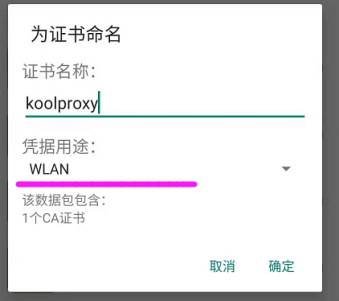 为证书命名
证书名称：
koolproxy
凭据用途：
WLAN
该数据包包含：
1个CA证书
取消 确定